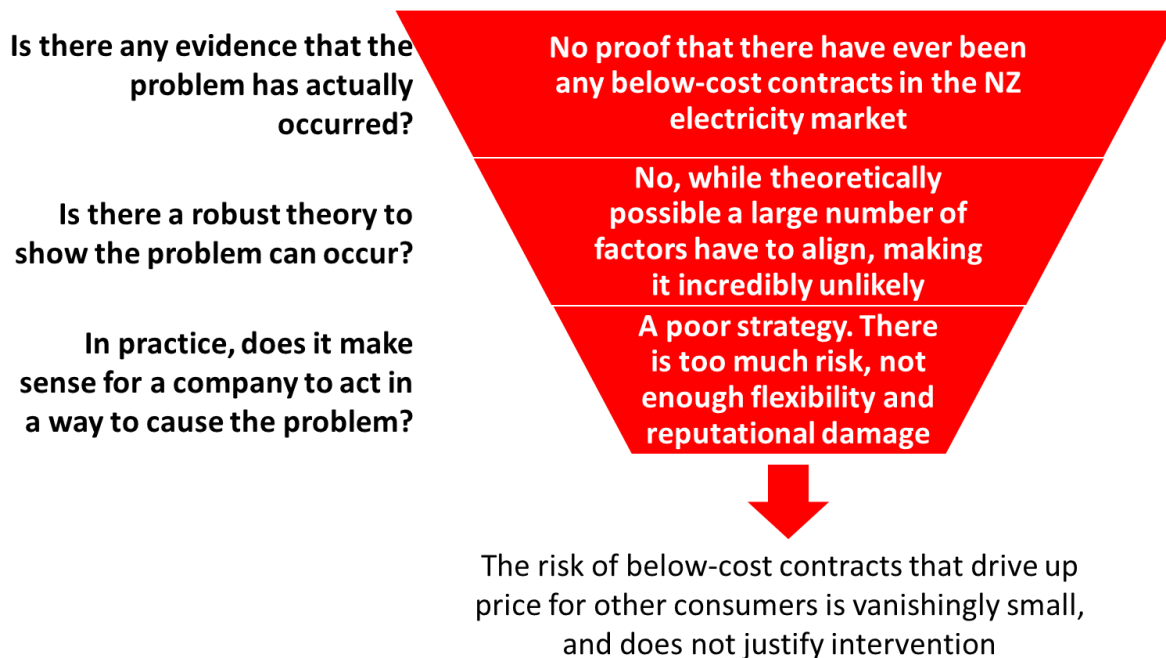 Is there any evidence that the
problem has actually
occurred?
No proof that there have ever been
any below-cost contracts in the NZ
electricity market
Is there a robust theory to
show the problem can occur?
No, while theoretically
possible a large number of
factors have to align, making
it incredibly unlikely
In practice, does it make
sense for a company to act in
a way to cause the problem?
A poor strategy. There
is too much risk, not
enough flexibility and
reputational damage
The risk of below-cost contracts that drive up
price for other consumers is vanishingly small,
and does not justify intervention